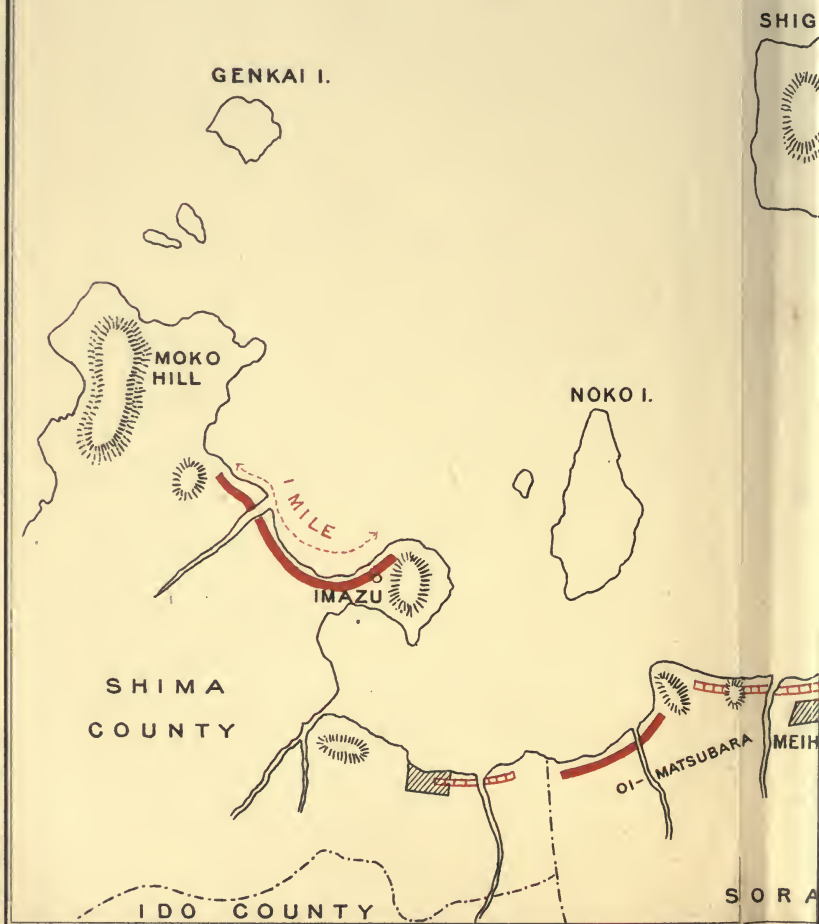 SHIG
GENKAI I.
MOKO
HILL
NOKO I.
1 MILE
IMAZU
SHIMA
COUNTY
OI-MATSUBARA
MEIH
IDO COUNTY
SORA